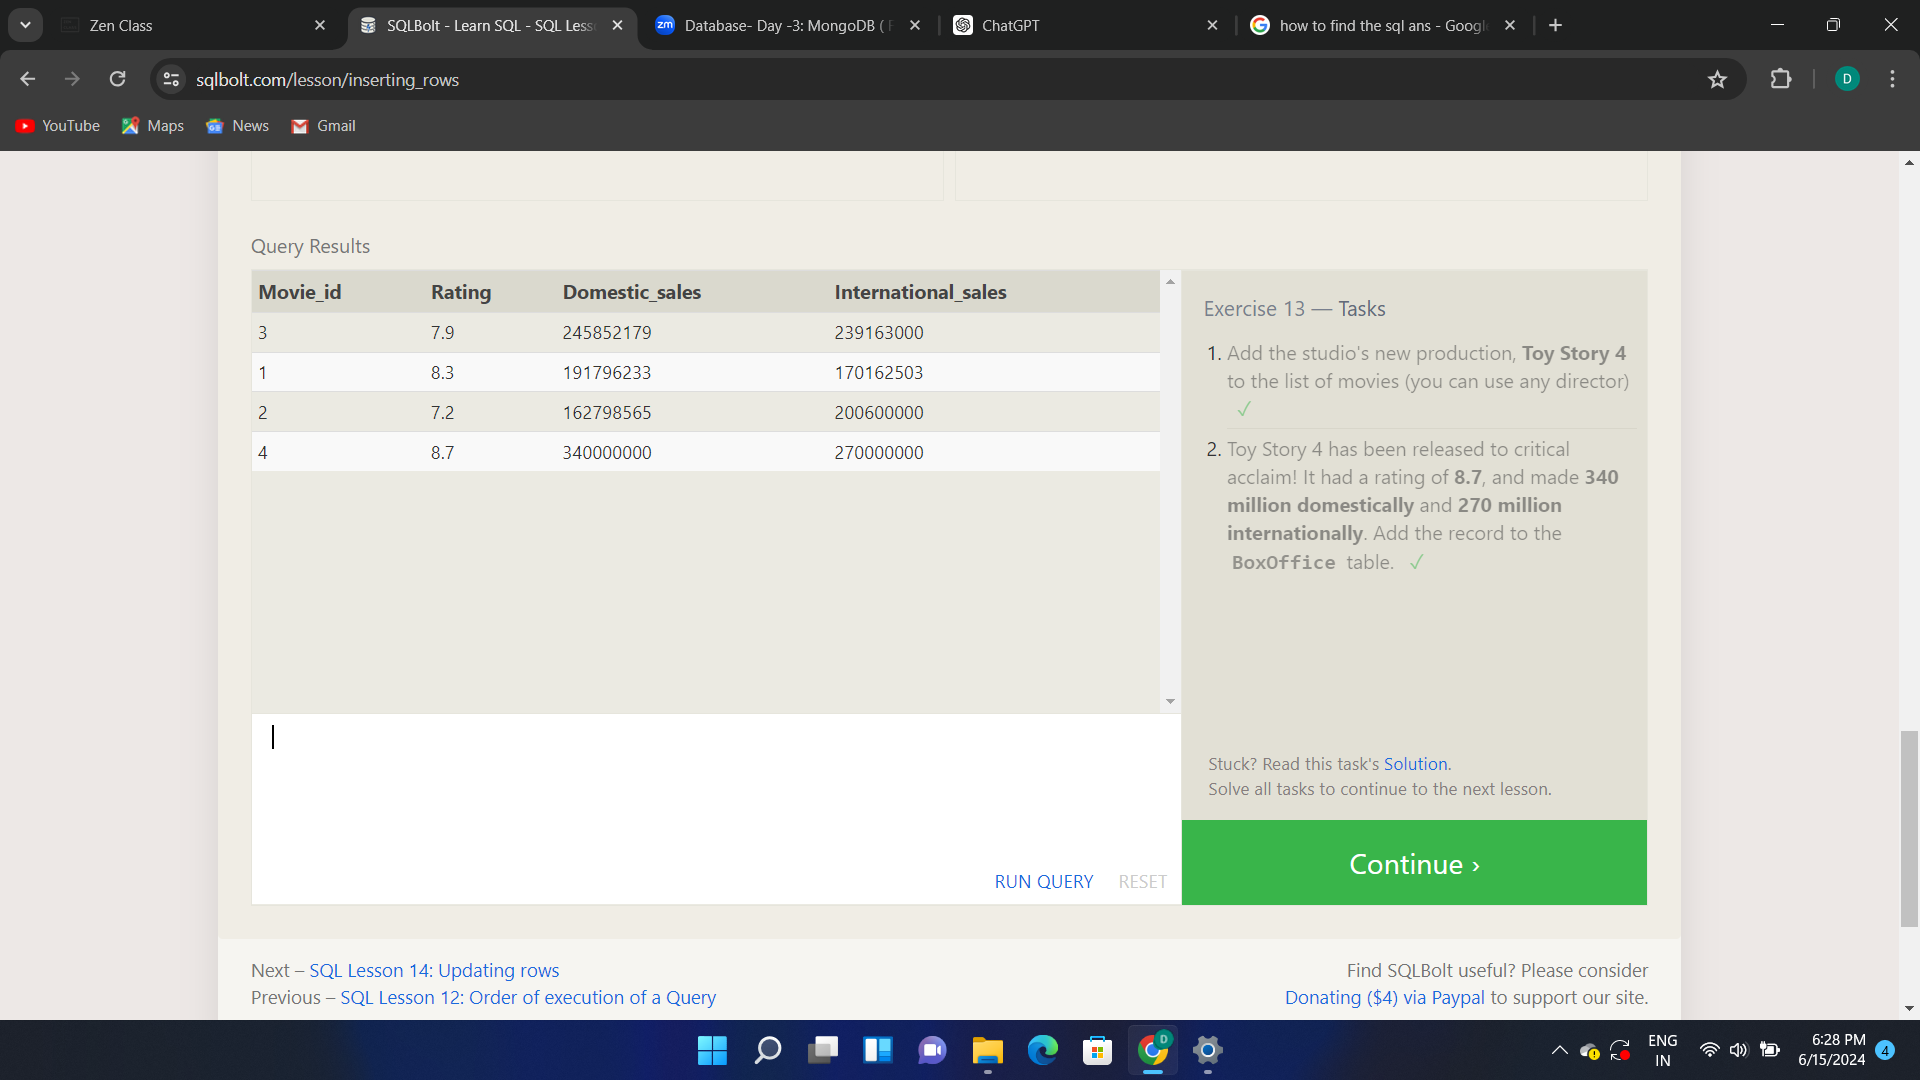 Zen Class
SQLBolt - Learn SQL - SQL Less
zm Database- Day -3: MongoDB (
ChatGPT
how to find the sql ans - Googl
sqlbolt.com/lesson/inserting_rows
D
YouTube Maps News Gmail
Query Results
Movie_id Rating Domestic_sales International_sales
3 7.9 245852179 239163000
1 8.3 191796233 170162503
2 7.2 162798565 200600000
4 8.7 340000000 270000000
RUN QUERY RESET
Exercise 13 — Tasks
1. Add the studio's new production, Toy Story 4
to the list of movies (you can use any director)
✓
2. Toy Story 4 has been released to critical
acclaim! It had a rating of 8.7, and made 340
million domestically and 270 million
internationally. Add the record to the
BoxOffice table. ✓
Stuck? Read this task's Solution.
Solve all tasks to continue to the next lesson.
Continue ›
Next – SQL Lesson 14: Updating rows
Previous – SQL Lesson 12: Order of execution of a Query
Find SQLBolt useful? Please consider
Donating ($4) via Paypal to support our site.
D
ENG
IN
6:28 PM
6/15/2024
4